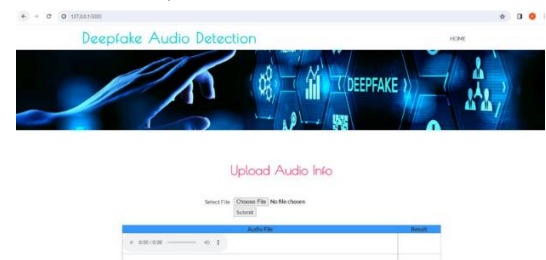 127.0.0.1:5000
Deepfake Audio Detection
HOME
DEEPFAKE
Upload Audio Info
Select File Choose File No file chosen
Submit
Audio File Result
0:00 / 0:00